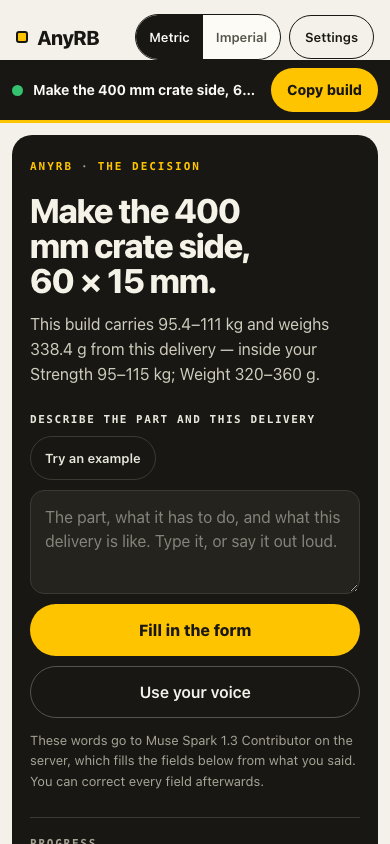 AnyRB
Metric
Imperial
Settings
Make the 400 mm crate side, 6...
Copy build
ANYRB · THE DECISION
Make the 400
mm crate side,
60 × 15 mm.
This build carries 95.4–111 kg and weighs
338.4 g from this delivery — inside your
Strength 95–115 kg; Weight 320–360 g.
DESCRIBE THE PART AND THIS DELIVERY
Try an example
The part, what it has to do, and what this
delivery is like. Type it, or say it out loud.
Fill in the form
Use your voice
These words go to Muse Spark 1.3 Contributor on the
server, which fills the fields below from what you said.
You can correct every field afterwards.
PROGRESS